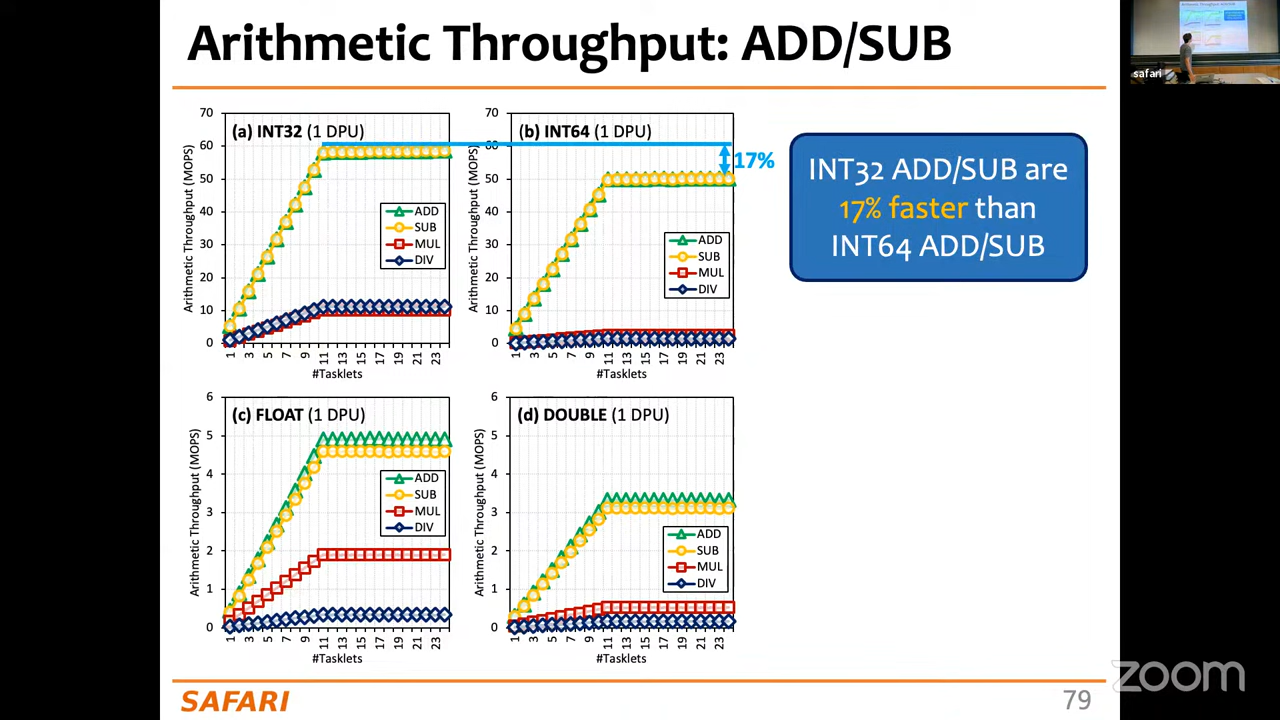 Arithmetic Throughput: ADD/SUB
safari
(a) INT32 (1 DPU)
Arithmetic Throughput (MOPS)
70
60
50
40
30
20
10
0
ADD
SUB
MUL
DIV
1 3 5 7 9 11 13 15 17 19 21 23
#Tasklets
(b) INT64 (1 DPU)
Arithmetic Throughput (MOPS)
70
60
50
40
30
20
10
0
17%
ADD
SUB
MUL
DIV
1 3 5 7 9 11 13 15 17 19 21 23
#Tasklets
INT32 ADD/SUB are
17% faster than
INT64 ADD/SUB
(c) FLOAT (1 DPU)
Arithmetic Throughput (MOPS)
6
5
4
3
2
1
0
ADD
SUB
MUL
DIV
1 3 5 7 9 11 13 15 17 19 21 23
#Tasklets
(d) DOUBLE (1 DPU)
Arithmetic Throughput (MOPS)
6
5
4
3
2
1
0
ADD
SUB
MUL
DIV
1 3 5 7 9 11 13 15 17 19 21 23
#Tasklets
SAFARI
79
zoom